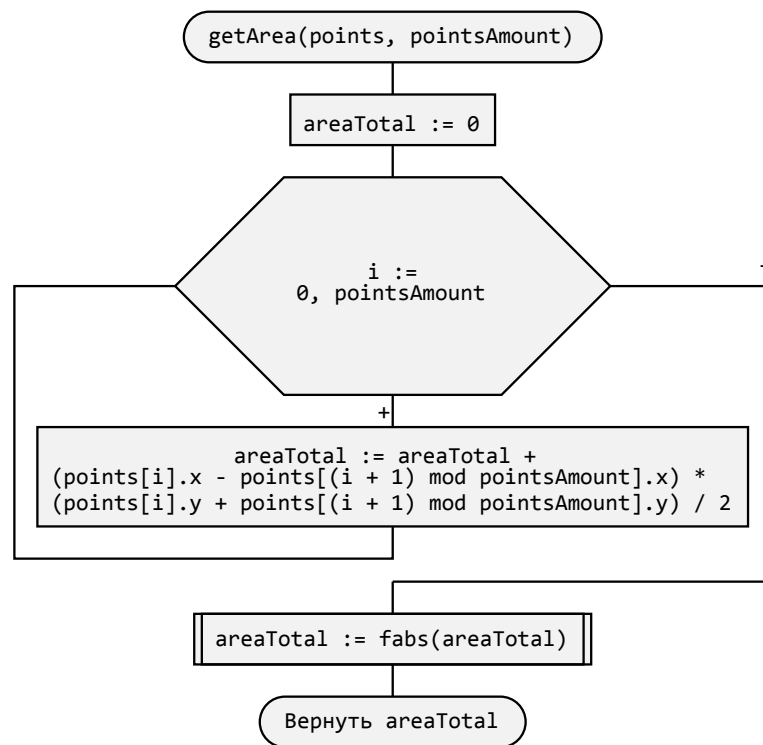 getArea(points, pointsAmount)
areaTotal := 0
i :=
0, pointsAmount
-
+
areaTotal := areaTotal +
(points[i].x - points[(i + 1) mod pointsAmount].x) *
(points[i].y + points[(i + 1) mod pointsAmount].y) / 2
areaTotal := fabs(areaTotal)
Вернуть areaTotal